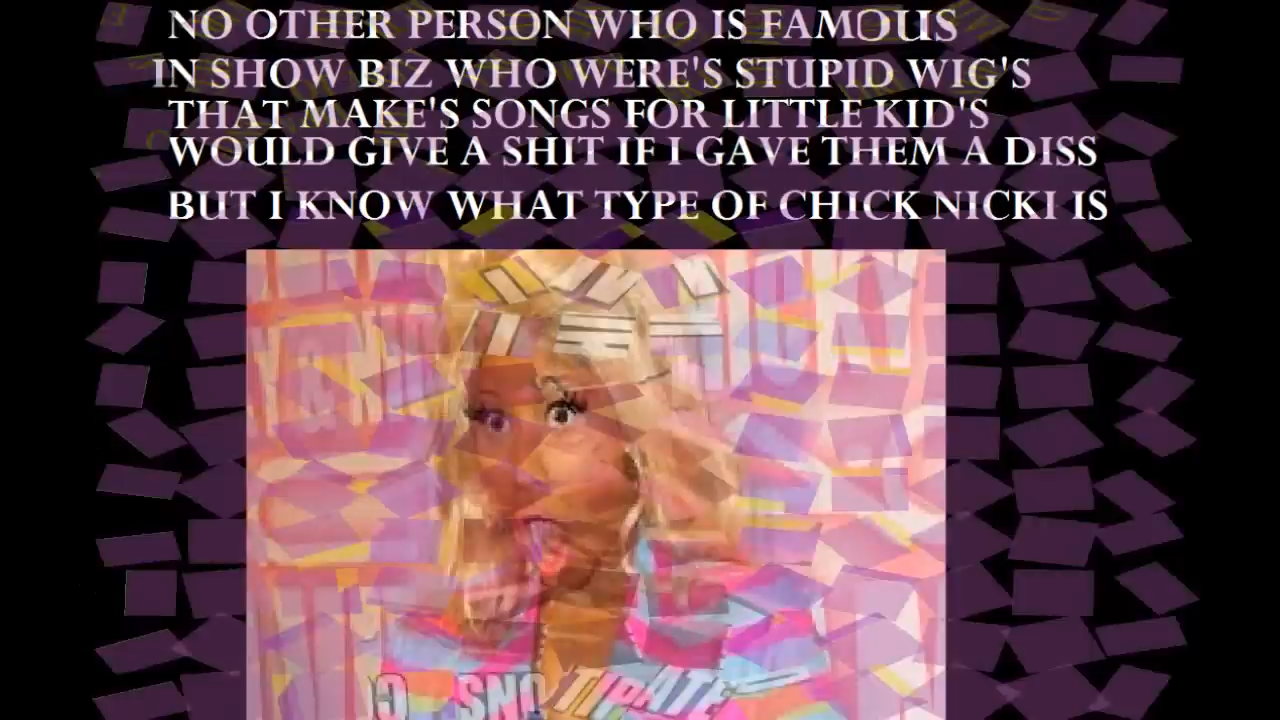 NO OTHER PERSON WHO IS FAMOUS
IN SHOW BIZ WHO WERE'S STUPID WIG'S
THAT MAKE'S SONGS FOR LITTLE KID'S
WOULD GIVE A SHIT IF I GAVE THEM A DISS
BUT I KNOW WHAT TYPE OF CHICK NICKI IS